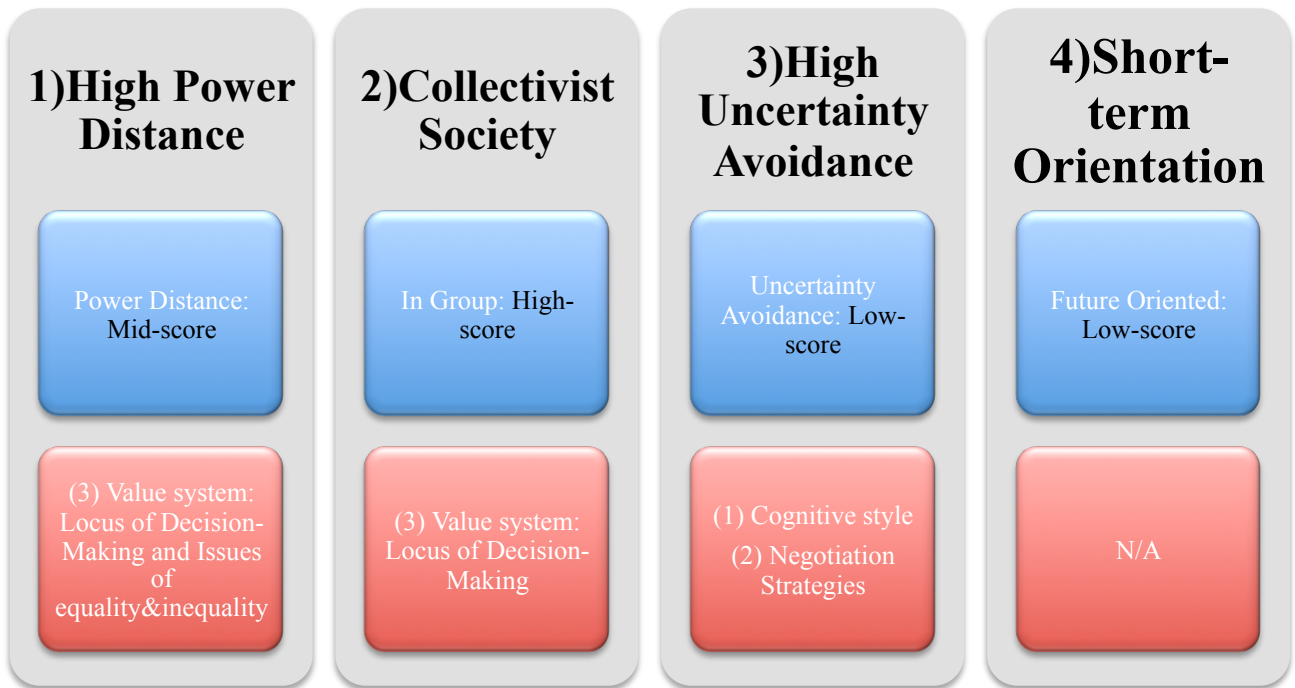 1)High Power
Distance
Power Distance:
Mid-score
(3) Value system:
Locus of Decision-
Making and Issues
of
equality&inequality
2)Collectivist
Society
In Group: High-
score
(3) Value system:
Locus of Decision-
Making
3)High
Uncertainty
Avoidance
Uncertainty
Avoidance: Low-
score
(1) Cognitive style
(2) Negotiation
Strategies
4)Short-
term
Orientation
Future Oriented:
Low-score
N/A